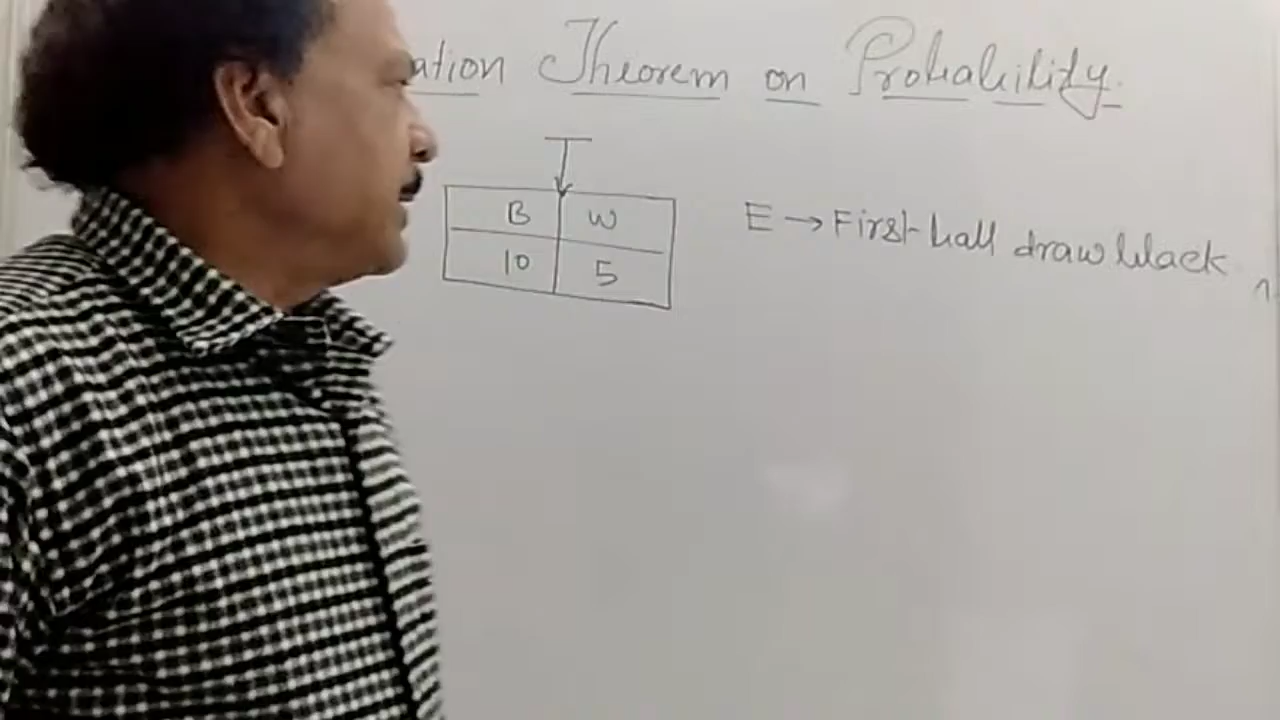 ation Theorem on Probability.
B W
10 5
E → First ball draw black